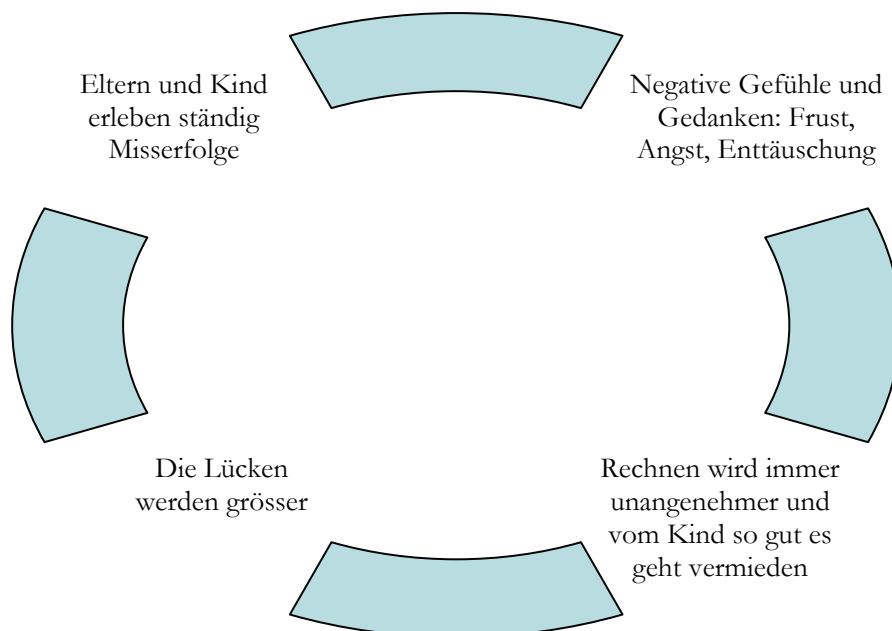 Eltern und Kind
erleben ständig
Misserfolge
Negative Gefühle und
Gedanken: Frust,
Angst, Enttäuschung
Die Lücken
werden grösser
Rechnen wird immer
unangenehmer und
vom Kind so gut es
geht vermieden